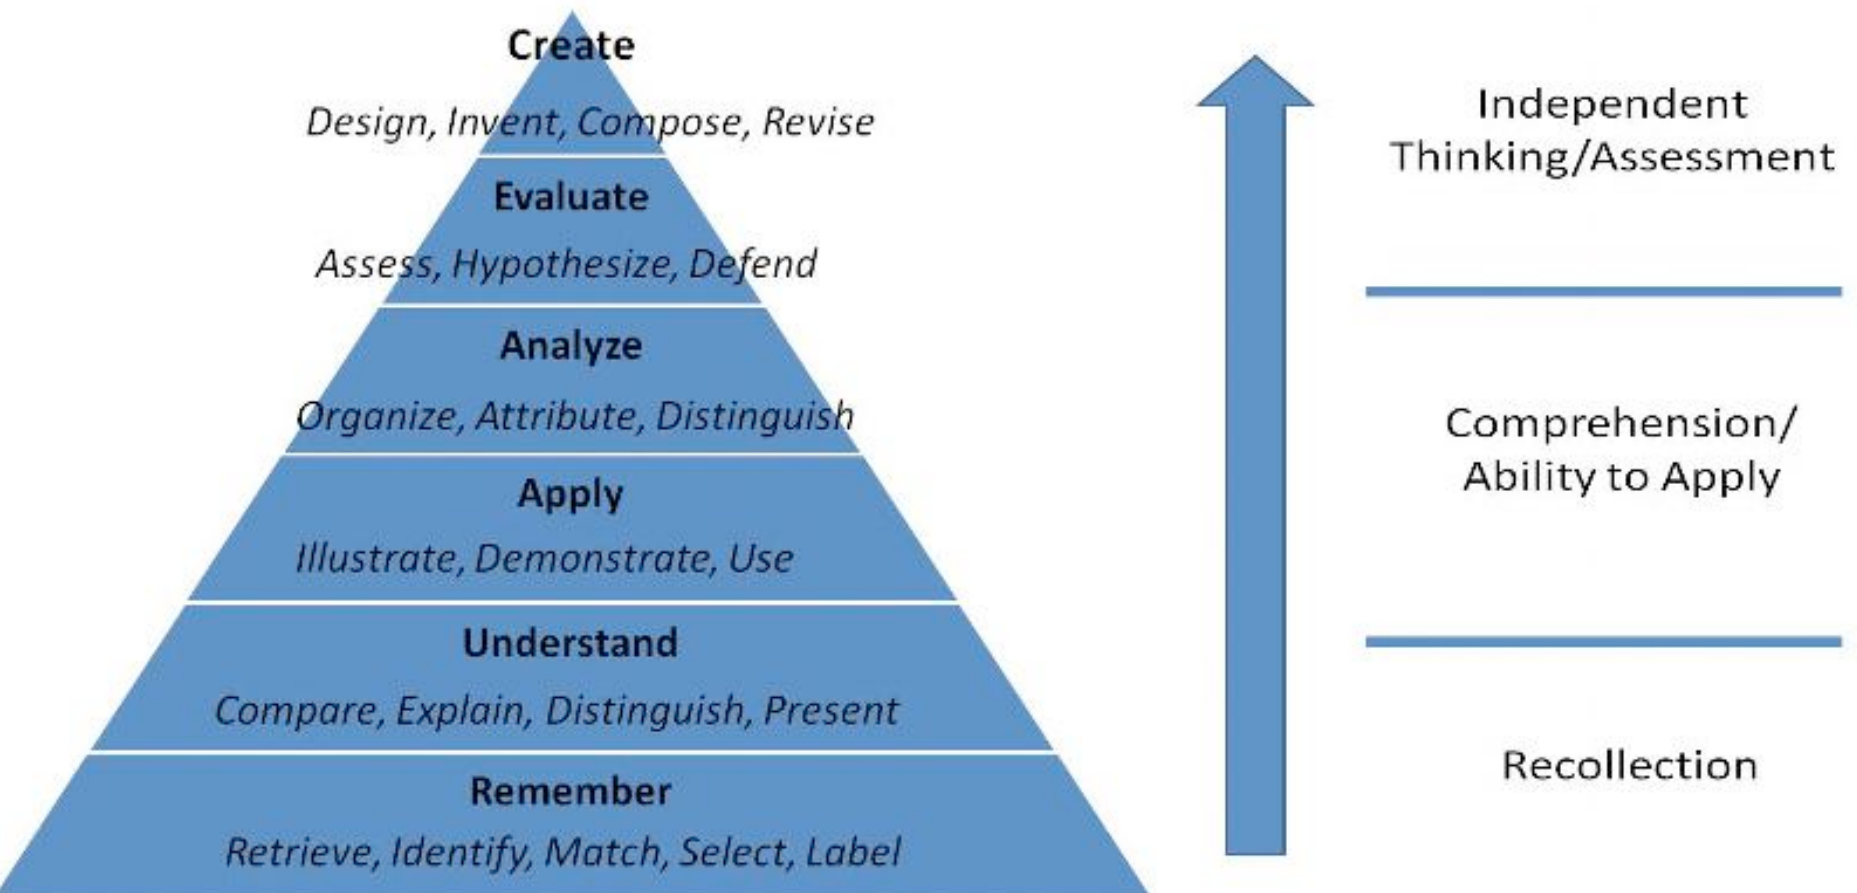 Create
Design, Invent, Compose, Revise
Evaluate
Assess, Hypothesize, Defend
Analyze
Organize, Attribute, Distinguish
Apply
Illustrate, Demonstrate, Use
Understand
Compare, Explain, Distinguish, Present
Remember
Retrieve, Identify, Match, Select, Label
Independent
Thinking/Assessment
Comprehension/
Ability to Apply
Recollection